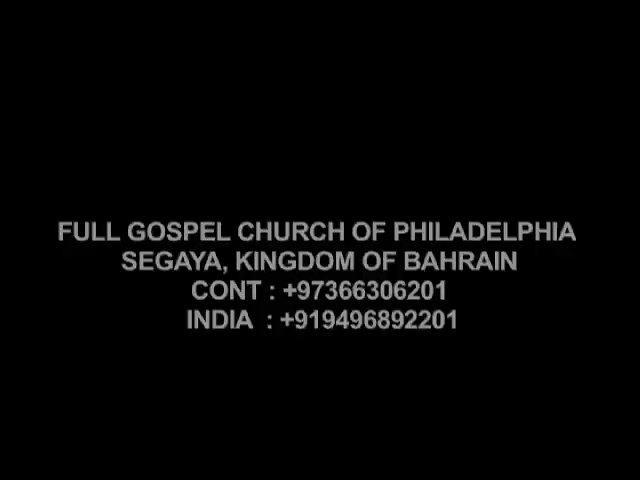 FULL GOSPEL CHURCH OF PHILADELPHIA
SEGAYA, KINGDOM OF BAHRAIN
CONT : +97366306201
INDIA : +919496892201